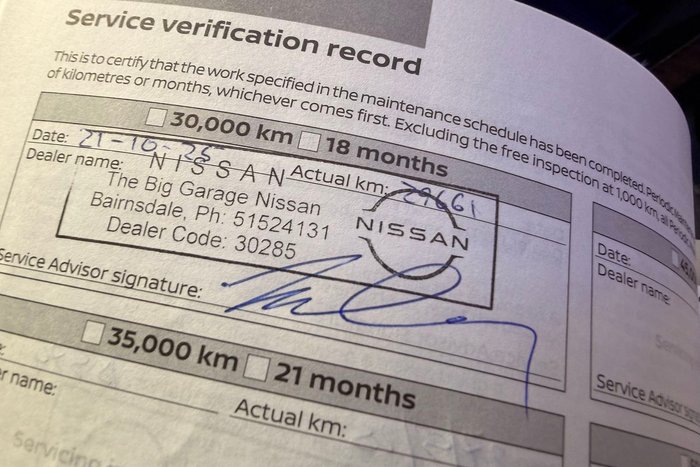 Service verification record
This is to certify that the work specified in the maintenance schedule has been completed. Periodic
of kilometres or months, whichever comes first. Excluding the free inspection at 1,000 km, all
30,000 km 18 months
Date: 21-10-25
Dealer name: NISSAN Actual km: 29661
The Big Garage Nissan
Bairnsdale, Ph: 51524131
Dealer Code: 30285
NISSAN
Service Advisor signature:
35,000 km 21 months
name:
Actual km:
Servicing
Date:
Dealer name
Service Advisor